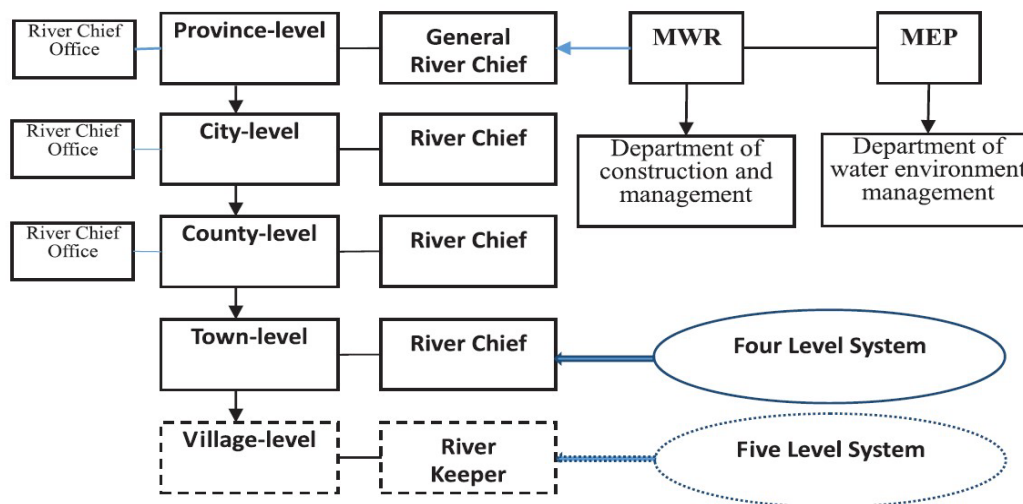 River Chief
Office
Province-level
General
River Chief
MWR
MEP
River Chief
Office
City-level
River Chief
Department of
construction and
management
Department of
water environment
management
River Chief
Office
County-level
River Chief
Town-level
River Chief
Four Level System
Village-level
River
Keeper
Five Level System